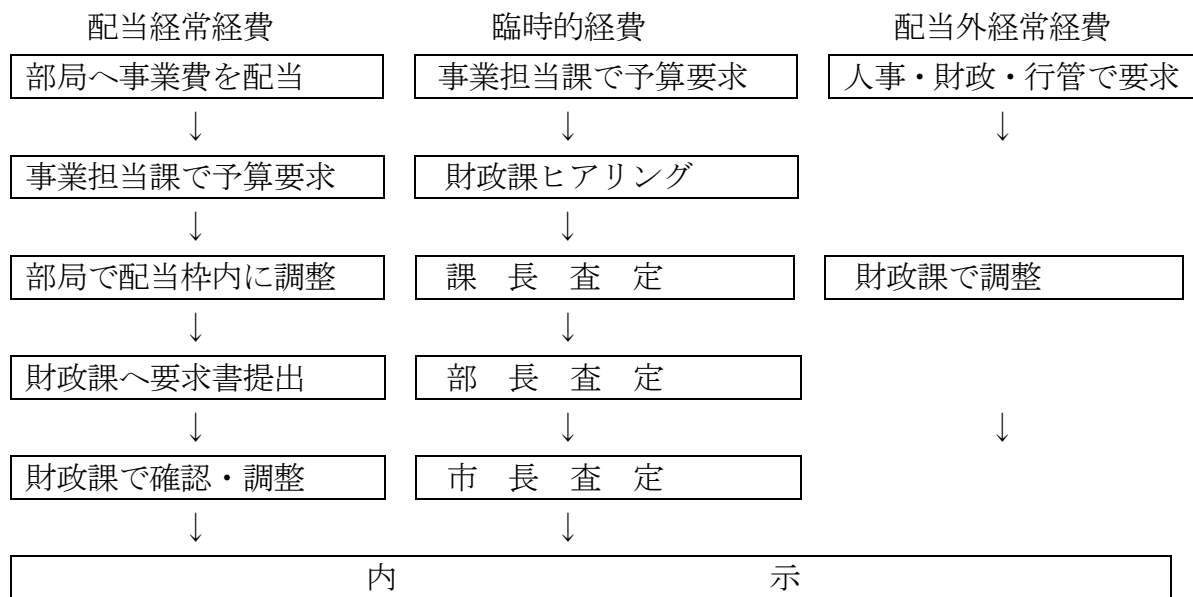 配当経常経費 臨時的経費 配当外経常経費
部局へ事業費を配当 事業担当課で予算要求 人事・財政・行管で要求
↓ ↓ ↓
事業担当課で予算要求 財政課ヒアリング
↓ ↓
部局で配当枠内に調整 課 長 査 定 財政課で調整
↓ ↓
財政課へ要求書提出 部 長 査 定
↓ ↓ ↓
財政課で確認・調整 市 長 査 定
↓ ↓
内 示